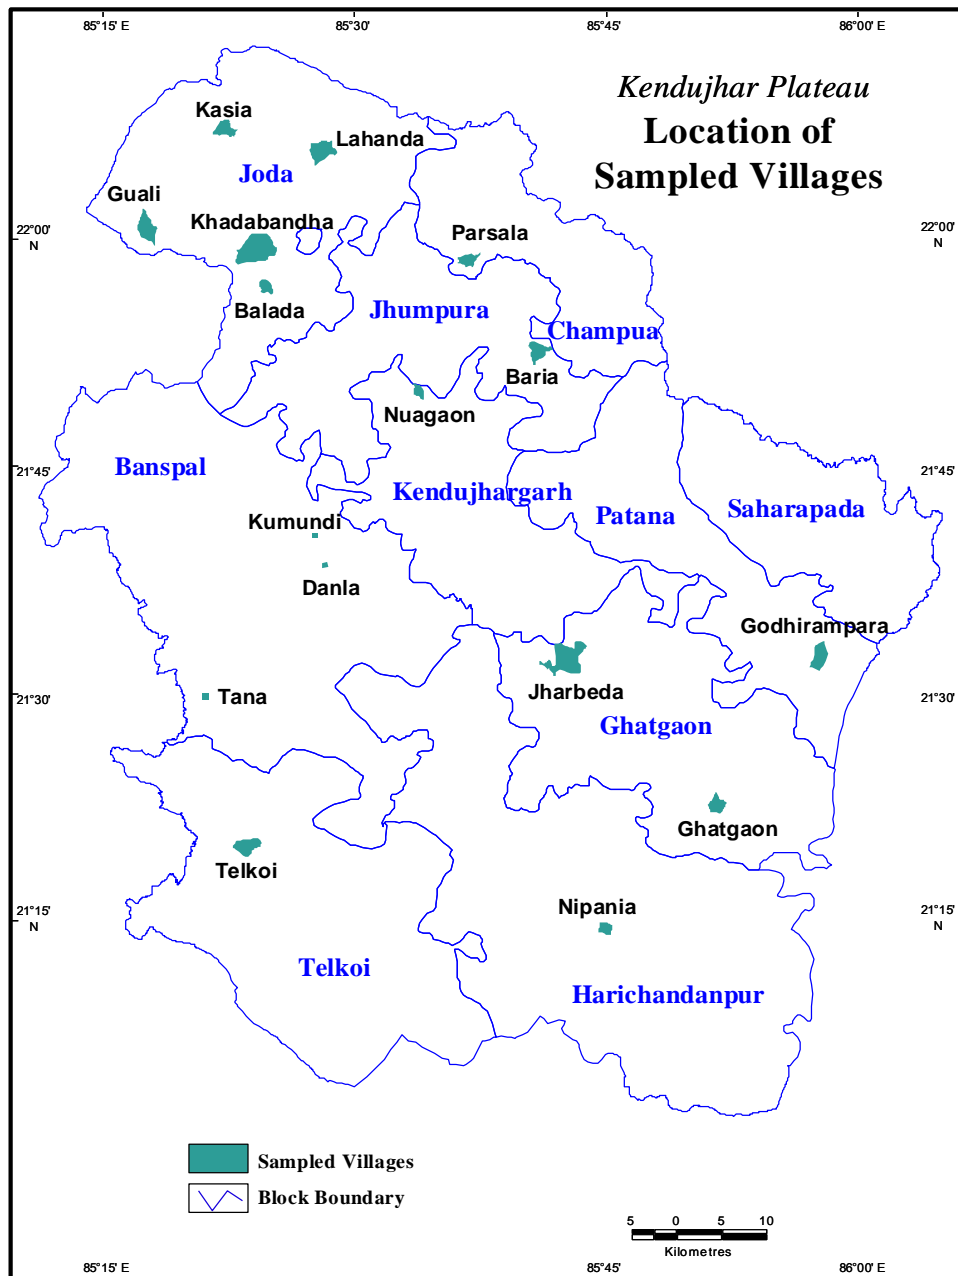 85°15' E
85°30'
85°45'
86°00'
Kendujhar Plateau
Location of
Sampled Villages
Kasia
Lahanda
Joda
Guali
Khadabandha
22°00'
N
22°00'
N
Parsala
Balada
Jhumpura
Champua
Baria
Nuagaon
Banspal
21°45'
N
21°45'
N
Kendujhargarh
Patana
Saharapada
Kumundi
Danla
Godhirampara
Jharbeda
Tana
21°30'
N
21°30'
N
Ghatgaon
Ghatgaon
Telkoi
Nipania
21°15'
N
21°15'
N
Telkoi
Harichandanpur
Sampled Villages
Block Boundary
5 0 5 10
Kilometres
85°15' E
85°45'
86°00'